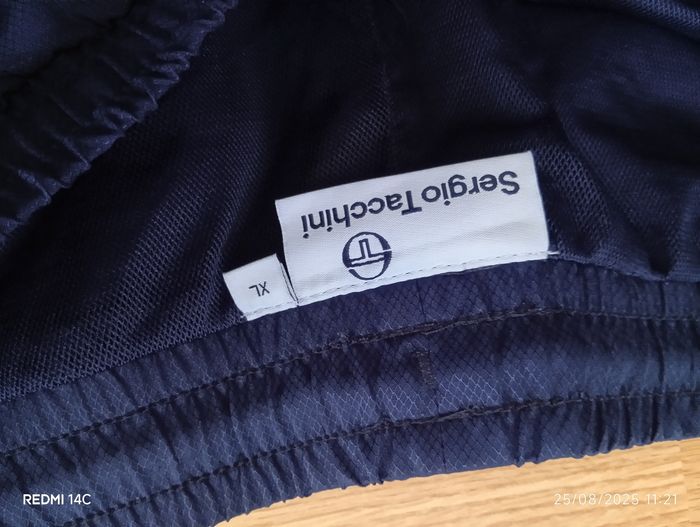 Sergio Tacchini
XL
REDMI 14C
25/08/2025 11:21